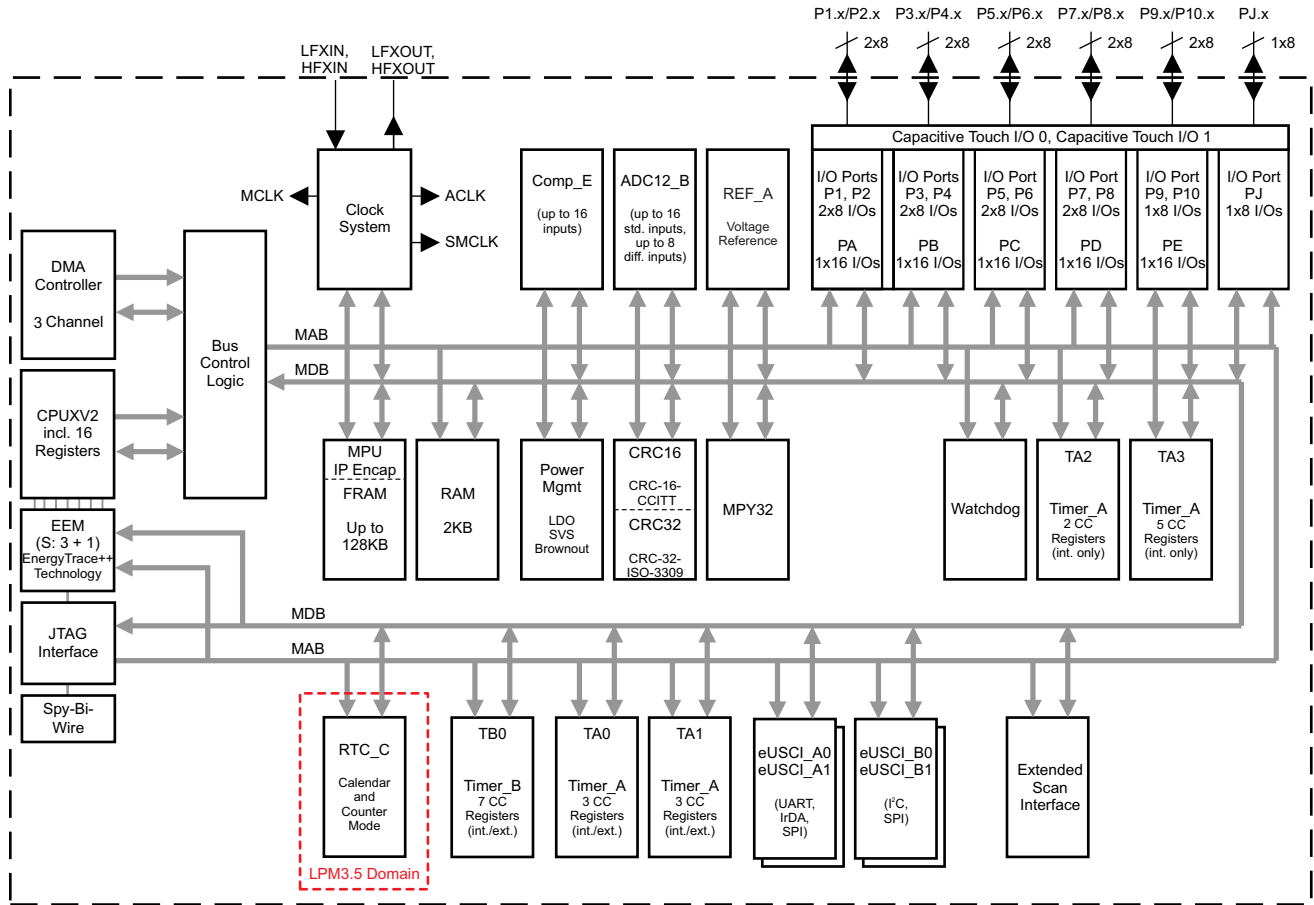 P1.x/P2.x P3.x/P4.x P5.x/P6.x P7.x/P8.x P9.x/P10.x PJ.x
2x8 2x8 2x8 2x8 2x8 1x8
LFXIN,
HFXIN
LFXOUT,
HFXOUT
Capacitive Touch I/O 0, Capacitive Touch I/O 1
MCLK
Clock
System
ACLK
SMCLK
Comp_E
(up to 16
inputs)
ADC12_B
(up to 16
std. inputs,
up to 8
diff. inputs)
REF_A
Voltage
Reference
I/O Ports
P1, P2
2x8 I/Os
PA
1x16 I/Os
I/O Ports
P3, P4
2x8 I/Os
PB
1x16 I/Os
I/O Port
P5, P6
2x8 I/Os
PC
1x16 I/Os
I/O Port
P7, P8
2x8 I/Os
PD
1x16 I/Os
I/O Port
P9, P10
1x8 I/Os
PE
1x16 I/Os
I/O Port
PJ
1x8 I/Os
DMA
Controller
3 Channel
Bus
Control
Logic
MAB
MDB
CPUXV2
incl. 16
Registers
MPU
IP Encap
FRAM
Up to
128KB
RAM
2KB
Power
Mgmt
LDO
SVS
Brownout
CRC16
CRC-16-
CCITT
CRC32
CRC-32-
ISO-3309
MPY32
Watchdog
TA2
Timer_A
2 CC
Registers
(int. only)
TA3
Timer_A
5 CC
Registers
(int. only)
EEM
(S: 3 + 1)
EnergyTrace++
Technology
JTAG
Interface
Spy-Bi-
Wire
MDB
MAB
RTC_C
Calendar
and
Counter
Mode
LPM3.5 Domain
TB0
Timer_B
7 CC
Registers
(int./ext.)
TA0
Timer_A
3 CC
Registers
(int./ext.)
TA1
Timer_A
3 CC
Registers
(int./ext.)
eUSCI_A0
eUSCI_A1
(UART,
IrDA,
SPI)
eUSCI_B0
eUSCI_B1
(I²C,
SPI)
Extended
Scan
Interface